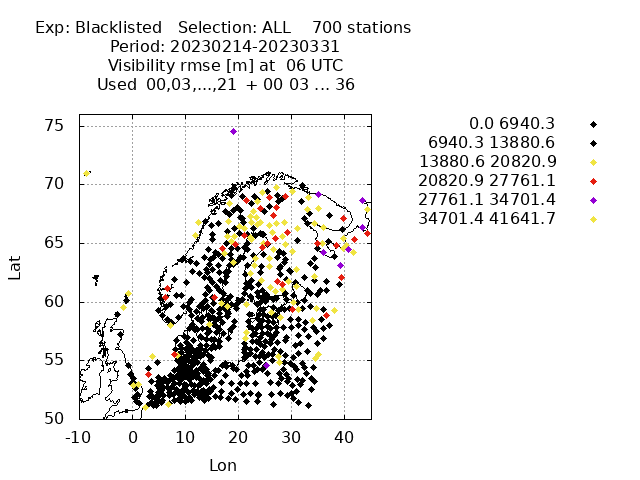 Exp: Blacklisted   Selection: ALL    700 stations
Period: 20230214-20230331
Visibility rmse [m] at  06 UTC
Used  00,03,...,21  + 00 03 ... 36
0.0 6940.3
6940.3 13880.6
13880.6 20820.9
20820.9 27761.1
27761.1 34701.4
34701.4 41641.7
75
70
65
60
55
50
Lat
-10 0 10 20 30 40
Lon